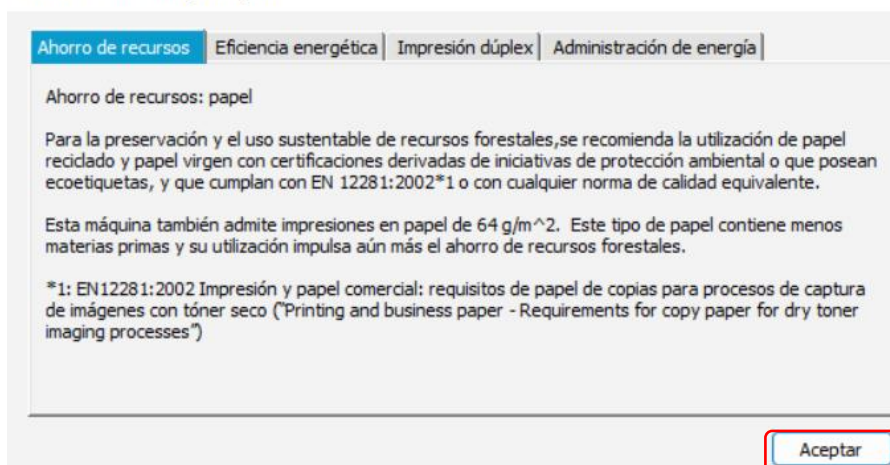 Ahorro de recursos Eficiencia energética Impresión dúplex Administración de energía
Ahorro de recursos: papel
Para la preservación y el uso sustentable de recursos forestales,se recomienda la utilización de papel
reciclado y papel virgen con certificaciones derivadas de iniciativas de protección ambiental o que posean
ecoetiquetas, y que cumplan con EN 12281:2002*1 o con cualquier norma de calidad equivalente.
Esta máquina también admite impresiones en papel de 64 g/m^2. Este tipo de papel contiene menos
materias primas y su utilización impulsa aún más el ahorro de recursos forestales.
*1: EN12281:2002 Impresión y papel comercial: requisitos de papel de copias para procesos de captura
de imágenes con tóner seco ("Printing and business paper - Requirements for copy paper for dry toner
imaging processes")
Aceptar